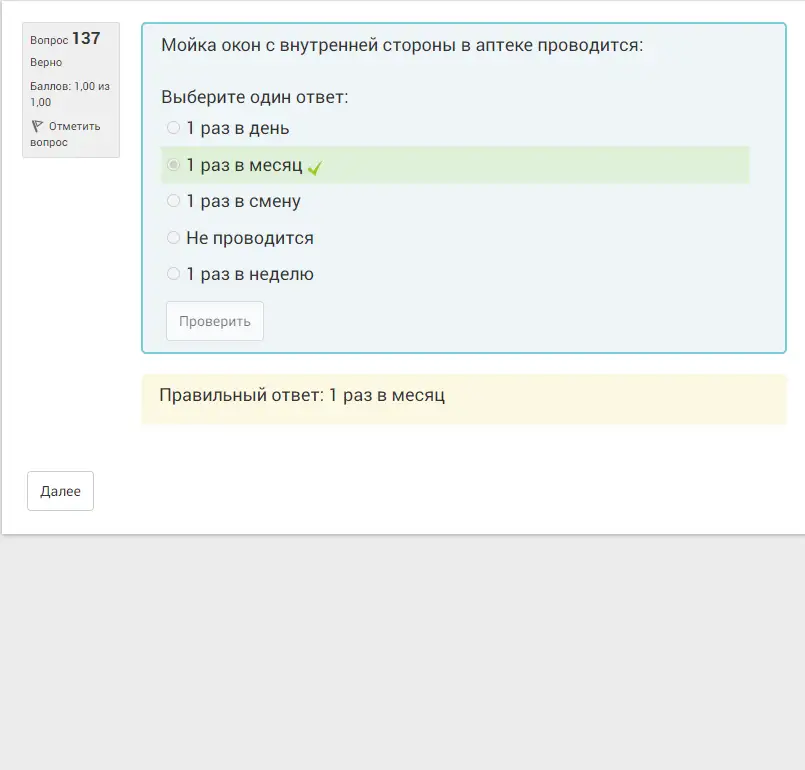 Вопрос 137
Верно
Баллов: 1,00 из
1,00
Отметить
вопрос
Мойка окон с внутренней стороны в аптеке проводится:
Выберите один ответ:
1 раз в день
1 раз в месяц
1 раз в смену
Не проводится
1 раз в неделю
Проверить
Правильный ответ: 1 раз в месяц
Далее